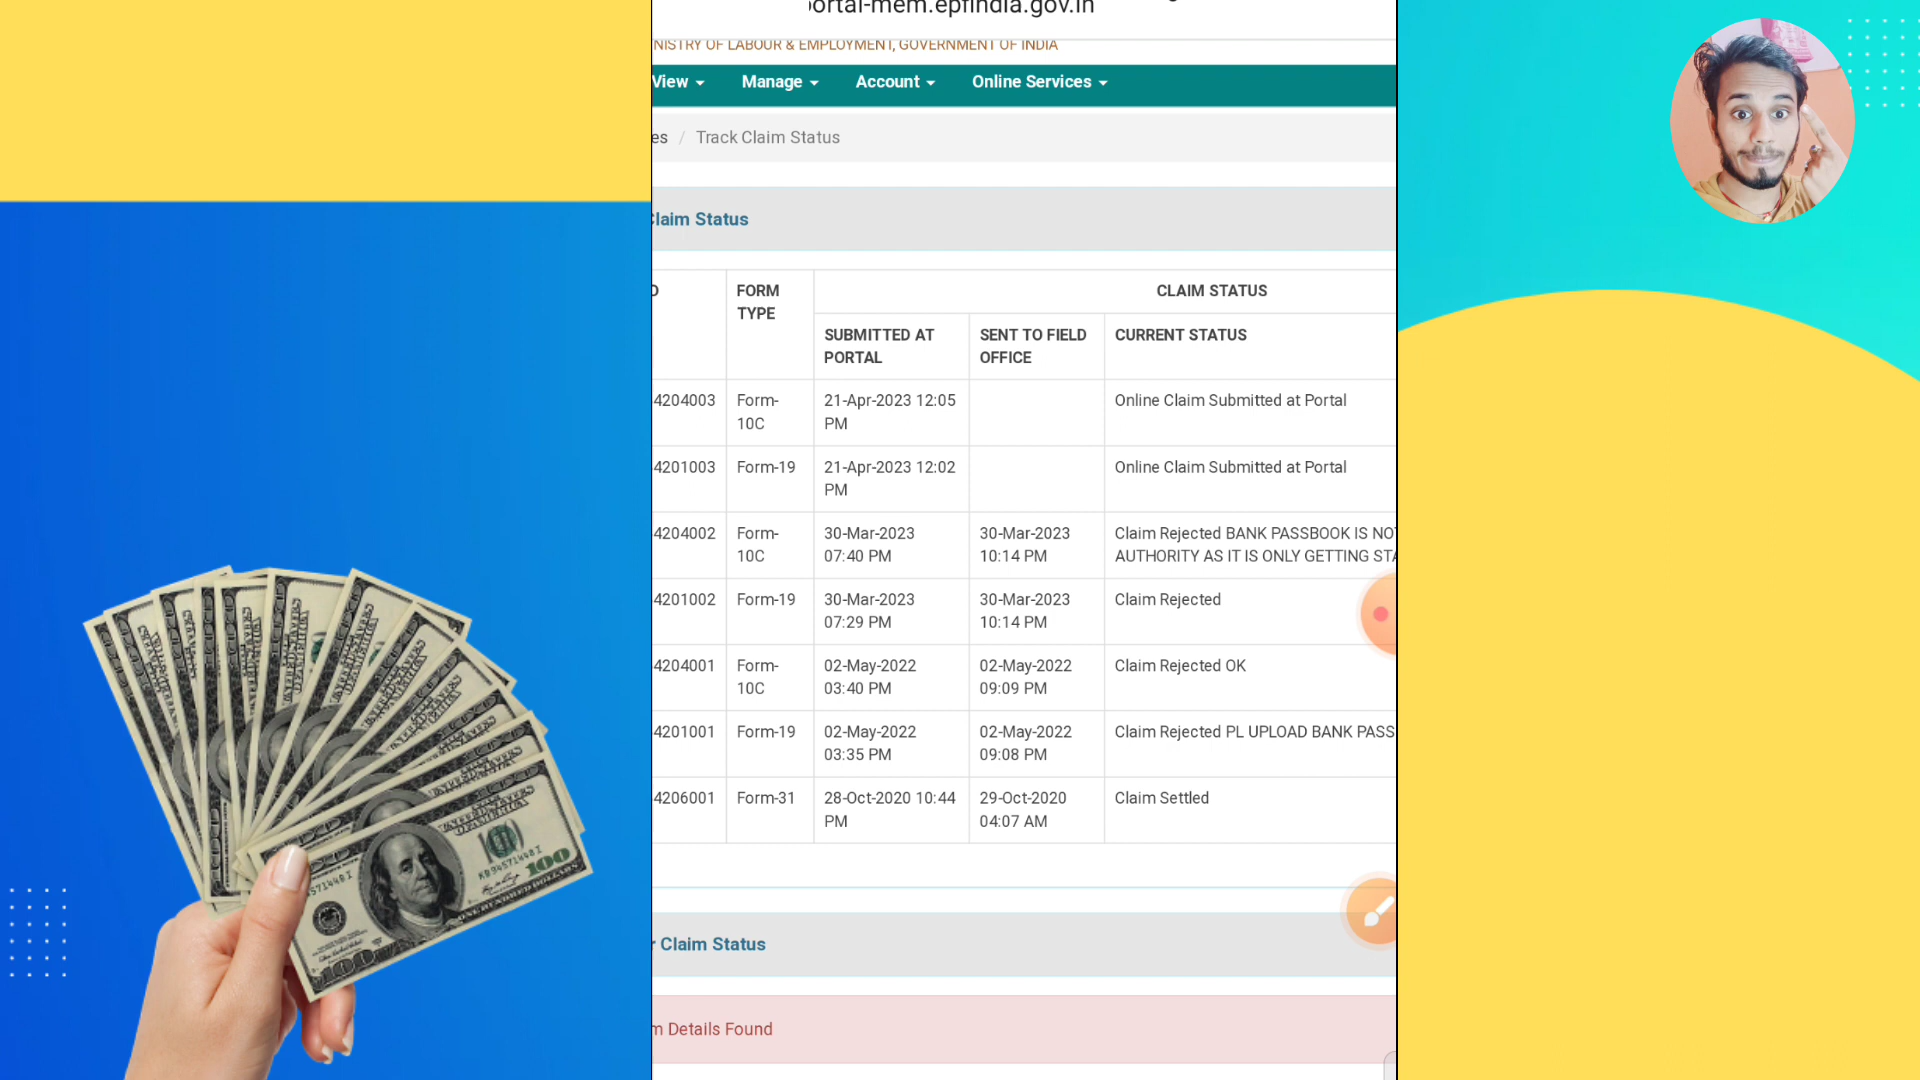 portal-mem.epfindia.gov.in
NISTRY OF LABOUR & EMPLOYMENT, GOVERNMENT OF INDIA
View Manage Account Online Services
es / Track Claim Status
Claim Status
D FORM TYPE CLAIM STATUS
SUBMITTED AT PORTAL SENT TO FIELD OFFICE CURRENT STATUS
4204003 Form-10C 21-Apr-2023 12:05 PM Online Claim Submitted at Portal
4201003 Form-19 21-Apr-2023 12:02 PM Online Claim Submitted at Portal
4204002 Form-10C 30-Mar-2023 07:40 PM 30-Mar-2023 10:14 PM Claim Rejected BANK PASSBOOK IS NOT
AUTHORITY AS IT IS ONLY GETTING STA
4201002 Form-19 30-Mar-2023 07:29 PM 30-Mar-2023 10:14 PM Claim Rejected
4204001 Form-10C 02-May-2022 03:40 PM 02-May-2022 09:09 PM Claim Rejected OK
4201001 Form-19 02-May-2022 03:35 PM 02-May-2022 09:08 PM Claim Rejected PL UPLOAD BANK PASS
4206001 Form-31 28-Oct-2020 10:44 PM 29-Oct-2020 04:07 AM Claim Settled
r Claim Status
m Details Found
100
100